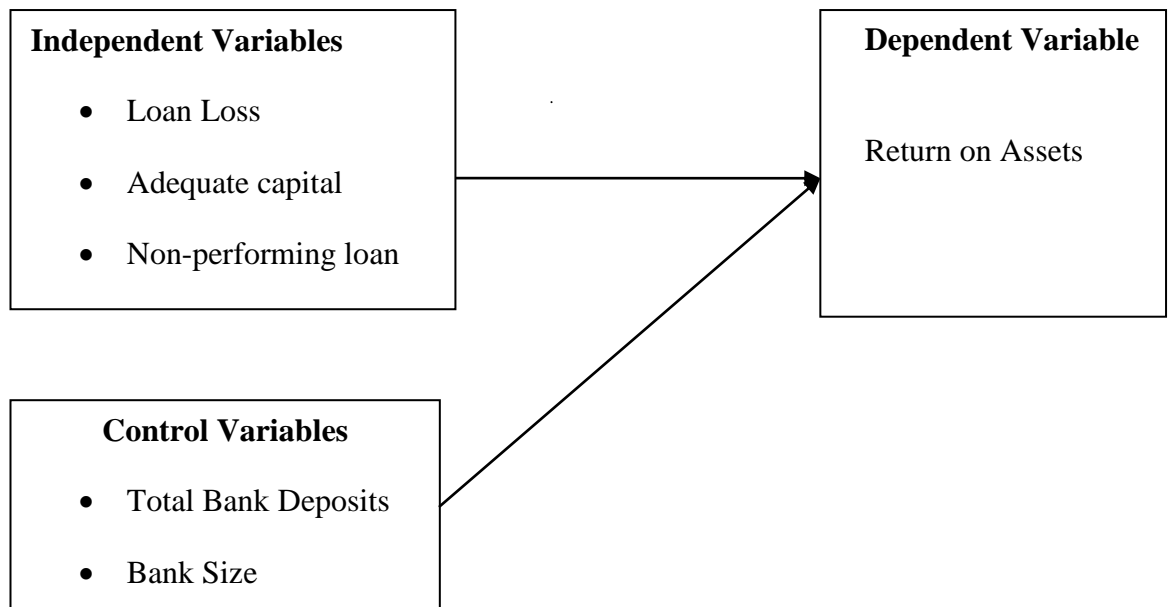 Independent Variables
• Loan Loss
• Adequate capital
• Non-performing loan
Dependent Variable
Return on Assets
Control Variables
• Total Bank Deposits
• Bank Size